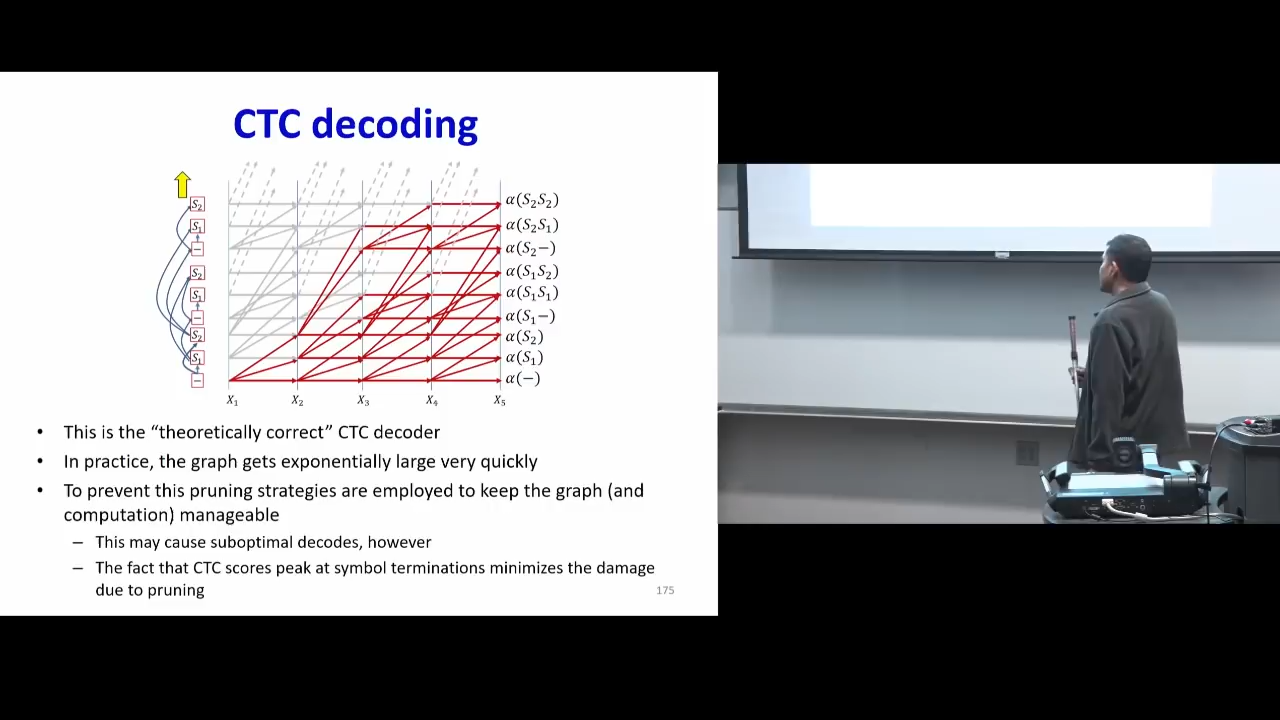 CTC decoding
S₂
S₁
–
S₂
S₁
–
S₂
S₁
–
α(S₂S₂)
α(S₂S₁)
α(S₂–)
α(S₁S₂)
α(S₁S₁)
α(S₁–)
α(S₂)
α(S₁)
α(–)
X₁ X₂ X₃ X₄ X₅
• This is the “theoretically correct” CTC decoder
• In practice, the graph gets exponentially large very quickly
• To prevent this pruning strategies are employed to keep the graph (and
computation) manageable
– This may cause suboptimal decodes, however
– The fact that CTC scores peak at symbol terminations minimizes the damage
due to pruning
175